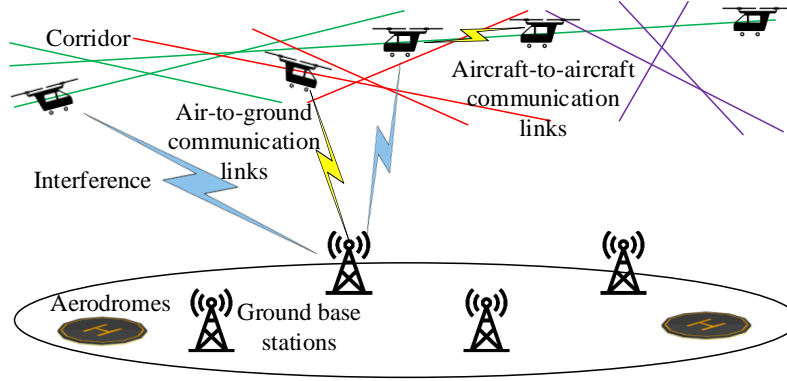 Corridor
Aircraft-to-aircraft
communication
links
Air-to-ground
communication
links
Interference
Aerodromes
Ground base
stations
H
H